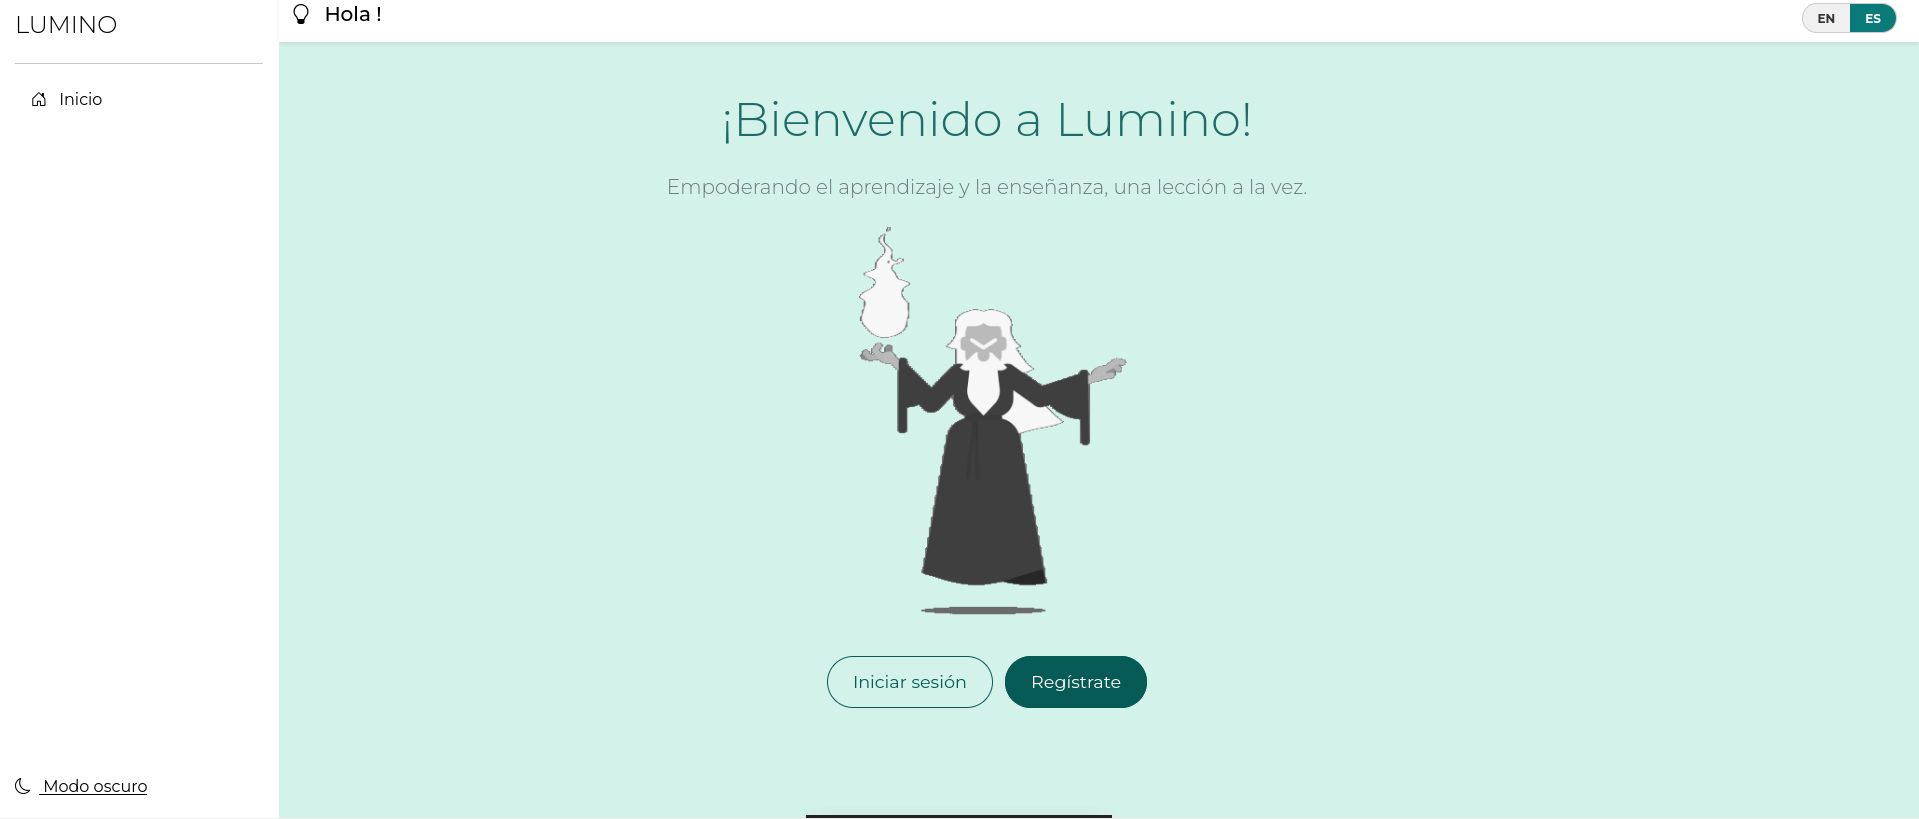 LUMINO
Hola !
EN ES
Inicio
¡Bienvenido a Lumino!
Empoderando el aprendizaje y la enseñanza, una lección a la vez.
Iniciar sesión
Regístrate
Modo oscuro